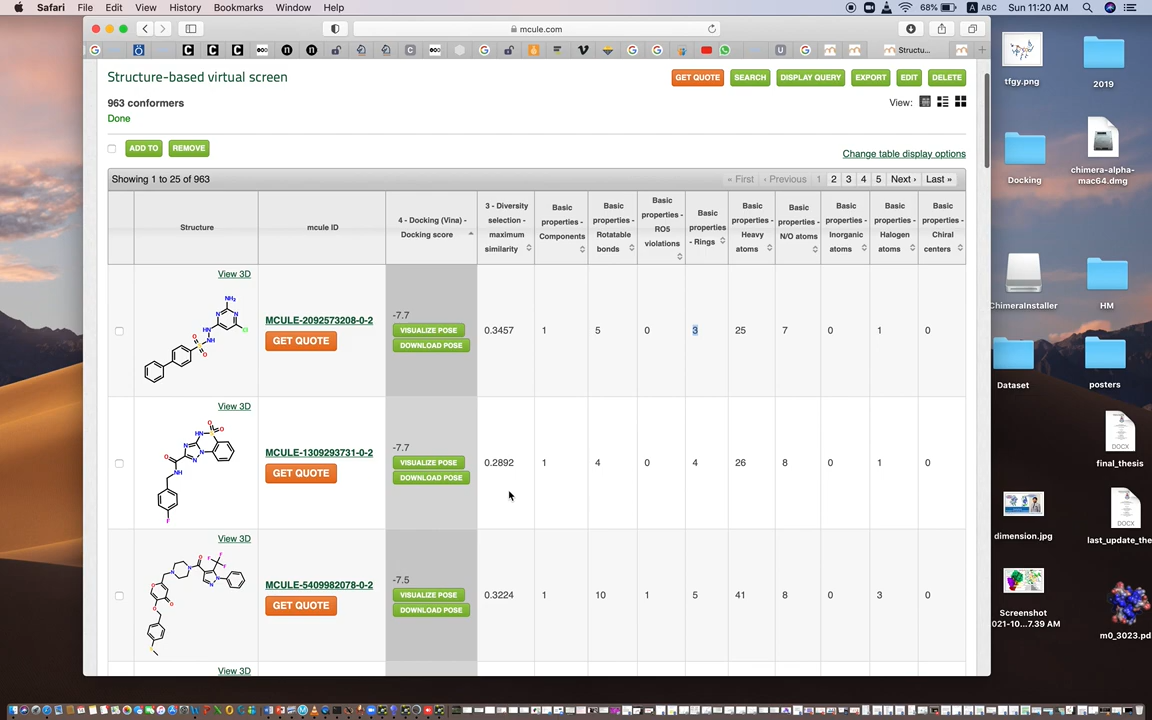 Safari File Edit View History Bookmarks Window Help 68% A ABC Sun 11:20 AM
mcule.com
Structu...
Structure-based virtual screen
GET QUOTE SEARCH DISPLAY QUERY EXPORT EDIT DELETE
963 conformers
View:
Done
ADD TO REMOVE
Change table display options
Showing 1 to 25 of 963
« First ‹ Previous 1 2 3 4 5 Next › Last »
Structure
mcule ID
4 - Docking (Vina) -
Docking score
3 - Diversity
selection -
maximum
similarity
Basic
properties -
Components
Basic
properties -
Rotatable
bonds
Basic
properties -
RO5
violations
Basic
properties
- Rings
Basic
properties -
Heavy
atoms
Basic
properties -
N/O atoms
Basic
properties -
Inorganic
atoms
Basic
properties -
Halogen
atoms
Basic
properties -
Chiral
centers
View 3D
MCULE-2092573208-0-2
GET QUOTE
-7.7
VISUALIZE POSE
DOWNLOAD POSE
0.3457 1 5 0 3 25 7 0 1 0
View 3D
MCULE-1309293731-0-2
GET QUOTE
-7.7
VISUALIZE POSE
DOWNLOAD POSE
0.2892 1 4 0 4 26 8 0 1 0
View 3D
MCULE-5409982078-0-2
GET QUOTE
-7.5
VISUALIZE POSE
DOWNLOAD POSE
0.3224 1 10 1 5 41 8 0 3 0
View 3D
tfgy.png
2019
Docking
chimera-alpha-
mac64.dmg
ChimeraInstaller
HM
Dataset
posters
DOCX
final_thesis
DOCX
dimension.jpg
last_update_the
Screenshot
021-10...7.39 AM
m0_3023.pd